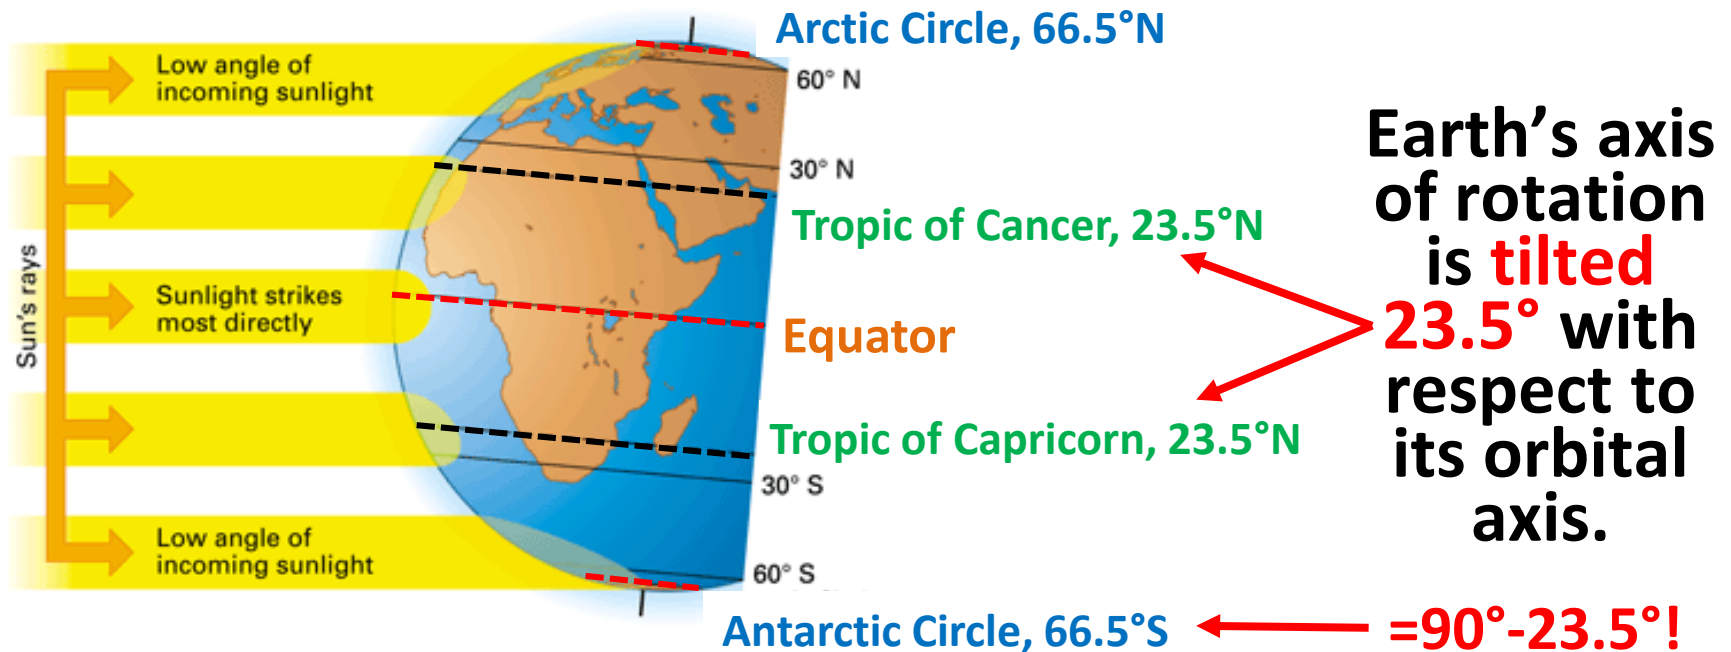 Arctic Circle, 66.5°N
Low angle of
incoming sunlight
60° N
30° N
Tropic of Cancer, 23.5°N
Sun's rays
Sunlight strikes
most directly
Equator
Tropic of Capricorn, 23.5°N
30° S
Low angle of
incoming sunlight
60° S
Antarctic Circle, 66.5°S
Earth’s axis
of rotation
is tilted
23.5° with
respect to
its orbital
axis.
=90°-23.5°!